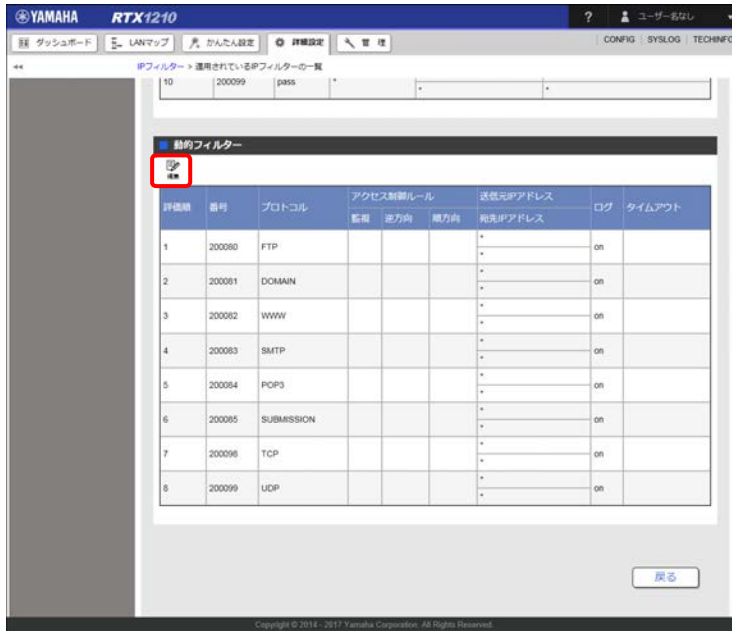 YAMAHA RTX1210 ? ユーザー名なし
ダッシュボード LANマップ かんたん設定 詳細設定 管理 CONFIG SYSLOG TECHINFO
IPフィルター > 適用されているIPフィルターの一覧
10 200099 pass * * *
動的フィルター
評価順 番号 プロトコル アクセス制御ルール 送信元IPアドレス ログ タイムアウト
監視 逆方向 順方向 宛先IPアドレス
1 200080 FTP * * on
2 200081 DOMAIN * * on
3 200082 WWW * * on
4 200083 SMTP * * on
5 200084 POP3 * * on
6 200085 SUBMISSION * * on
7 200098 TCP * * on
8 200099 UDP * * on
戻る
Copyright © 2014 - 2017 Yamaha Corporation. All Rights Reserved.